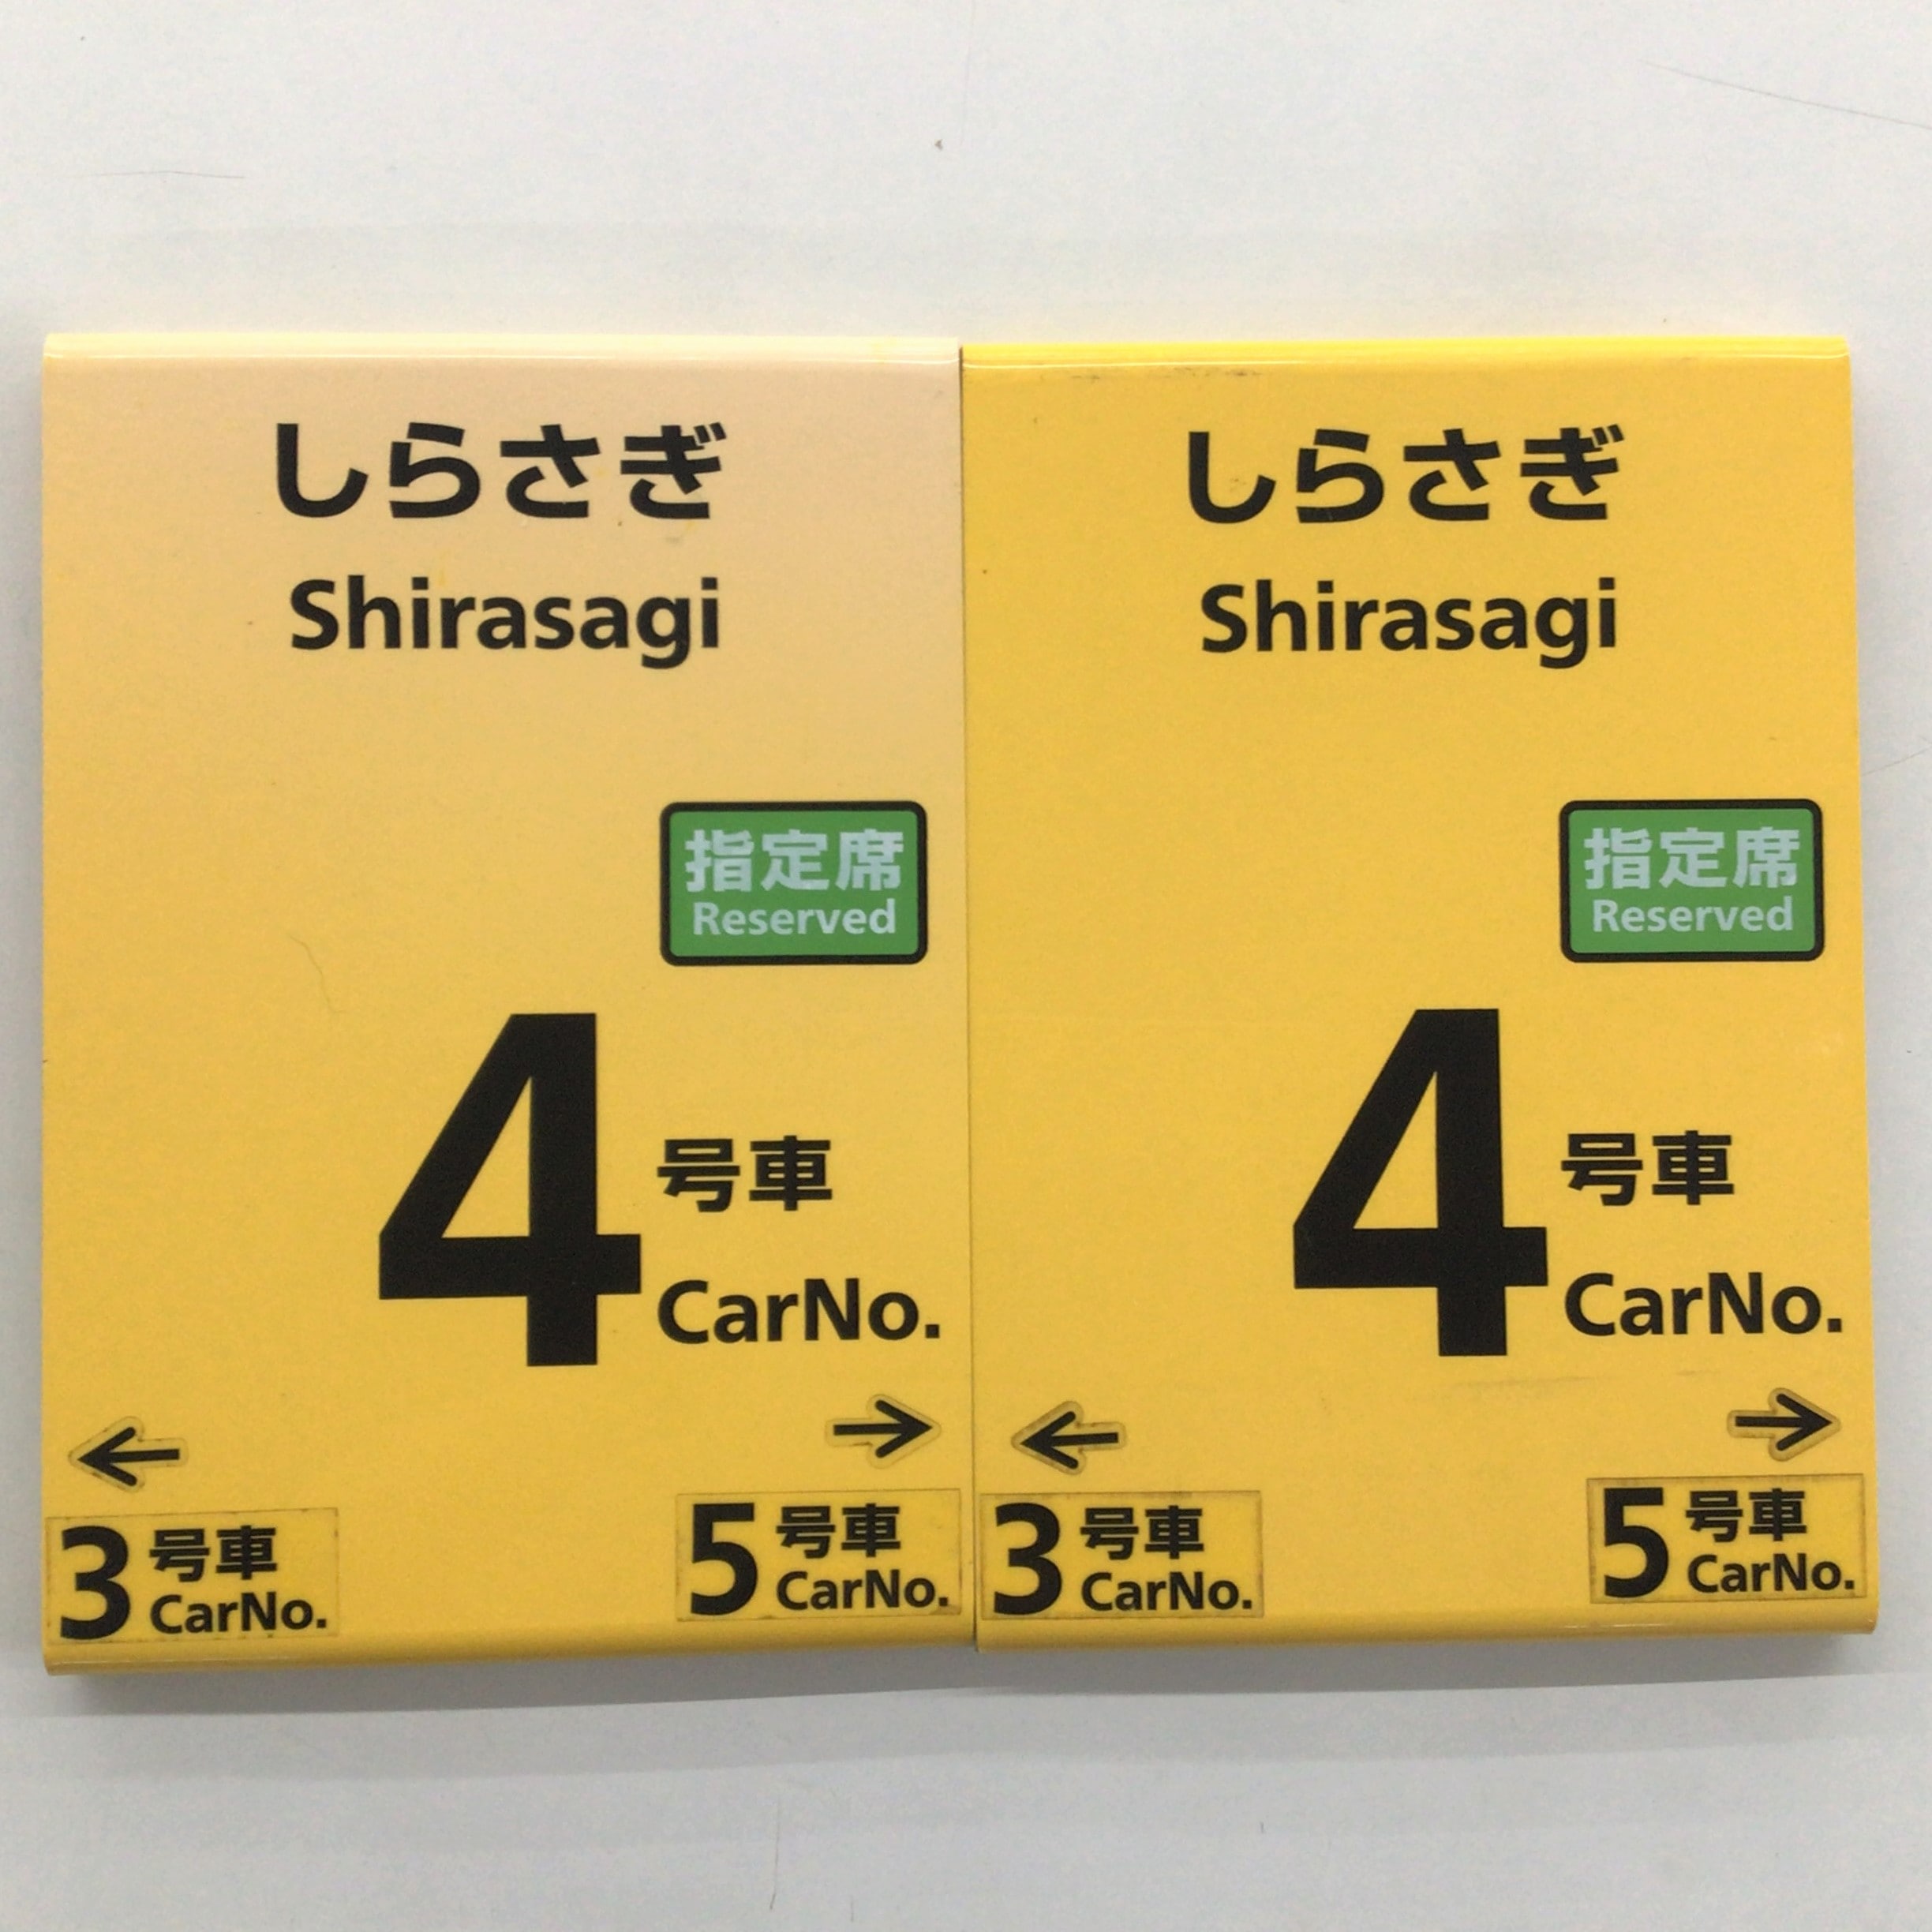 しらさぎ
Shirasagi
指定席
Reserved
4 号車
CarNo.
←
→
3 号車
CarNo.
5 号車
CarNo.
しらさぎ
Shirasagi
指定席
Reserved
4 号車
CarNo.
←
→
3 号車
CarNo.
5 号車
CarNo.